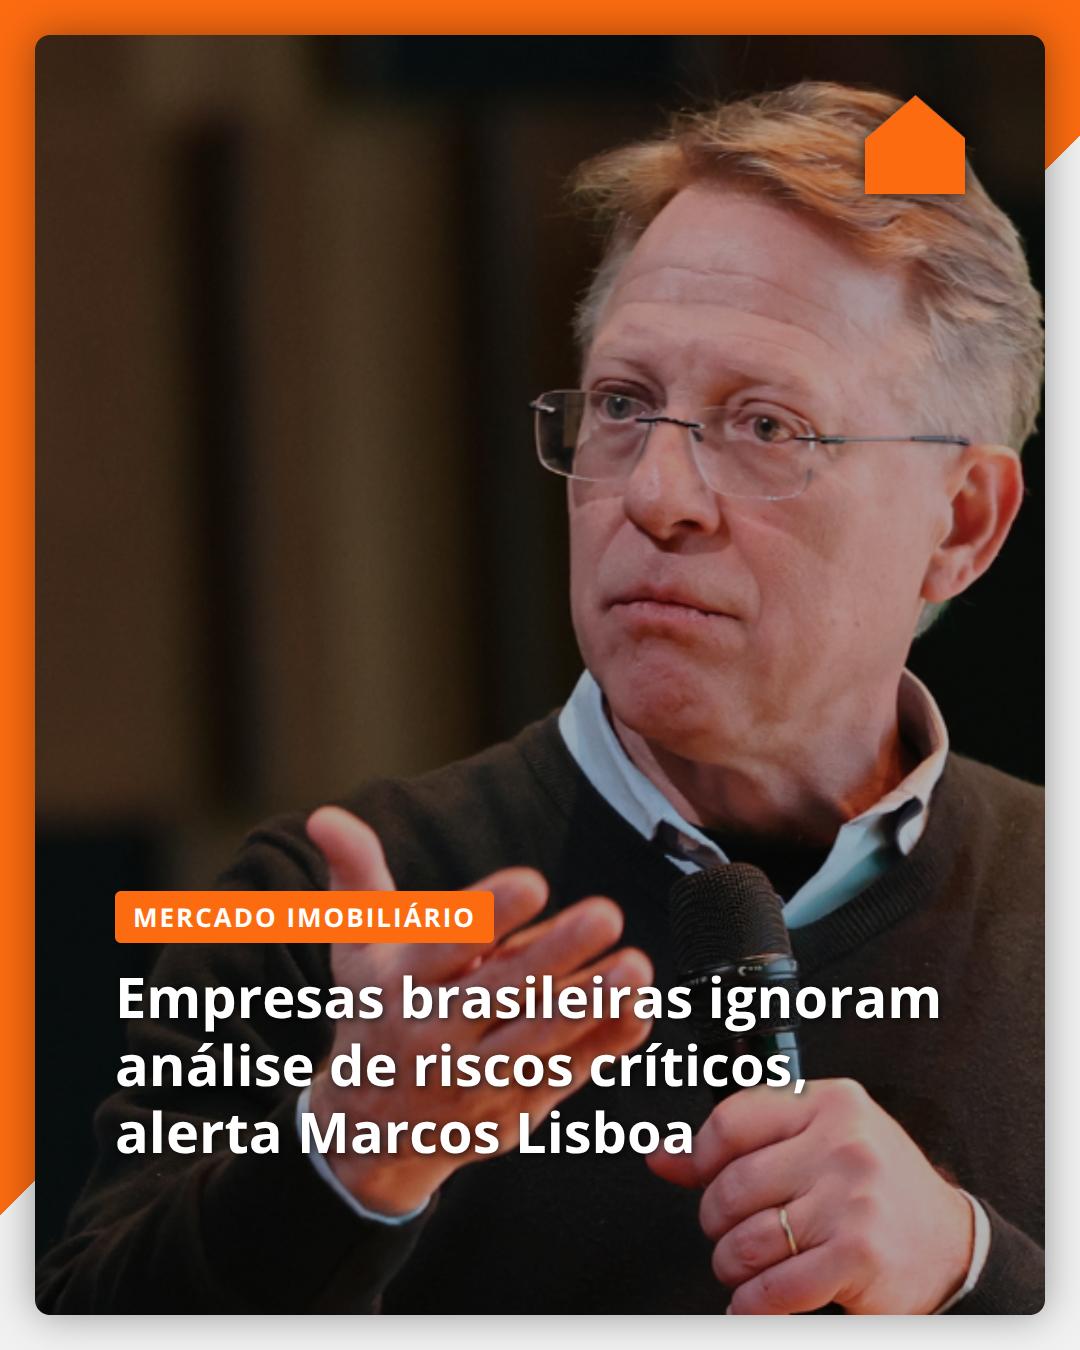 MERCADO IMOBILIÁRIO
Empresas brasileiras ignoram
análise de riscos críticos,
alerta Marcos Lisboa